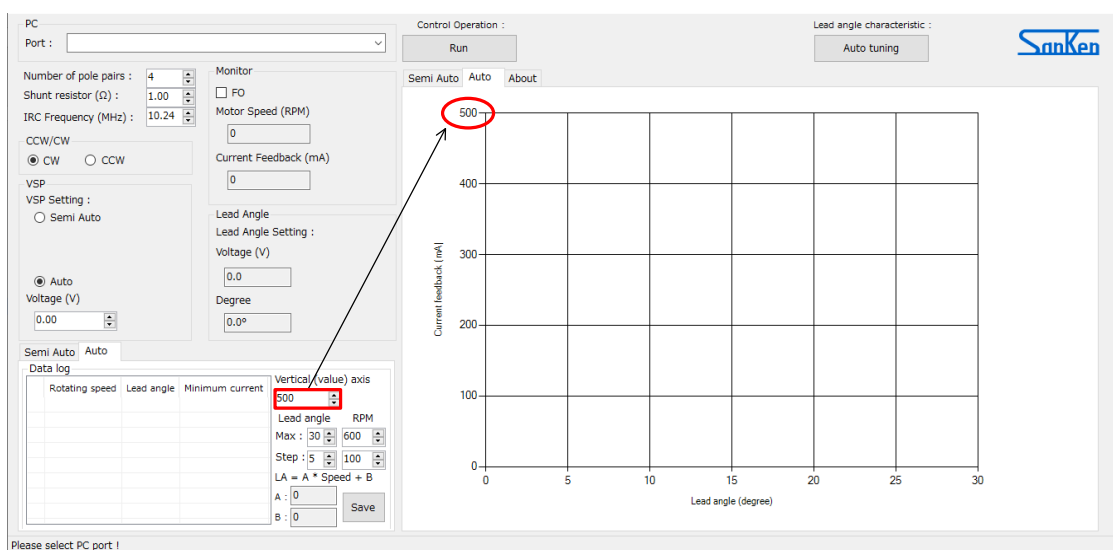 PC
Port :
Number of pole pairs : 4
Shunt resistor (Ω) : 1.00
IRC Frequency (MHz) : 10.24
CCW/CW
CW CCW
VSP
VSP Setting :
Semi Auto
Auto
Voltage (V)
0.00
Monitor
FO
Motor Speed (RPM)
0
Current Feedback (mA)
0
Lead Angle
Lead Angle Setting :
Voltage (V)
0.0
Degree
0.0º
Semi Auto Auto
Data log
Rotating speed Lead angle Minimum current
Vertical (value) axis
500
Lead angle RPM
Max : 30 600
Step : 5 100
LA = A * Speed + B
A : 0
B : 0
Save
Control Operation :
Run
Lead angle characteristic :
Auto tuning
SanKen
Semi Auto Auto About
500
400
300
200
100
0
Current feedback (mA)
0 5 10 15 20 25 30
Lead angle (degree)
Please select PC port !